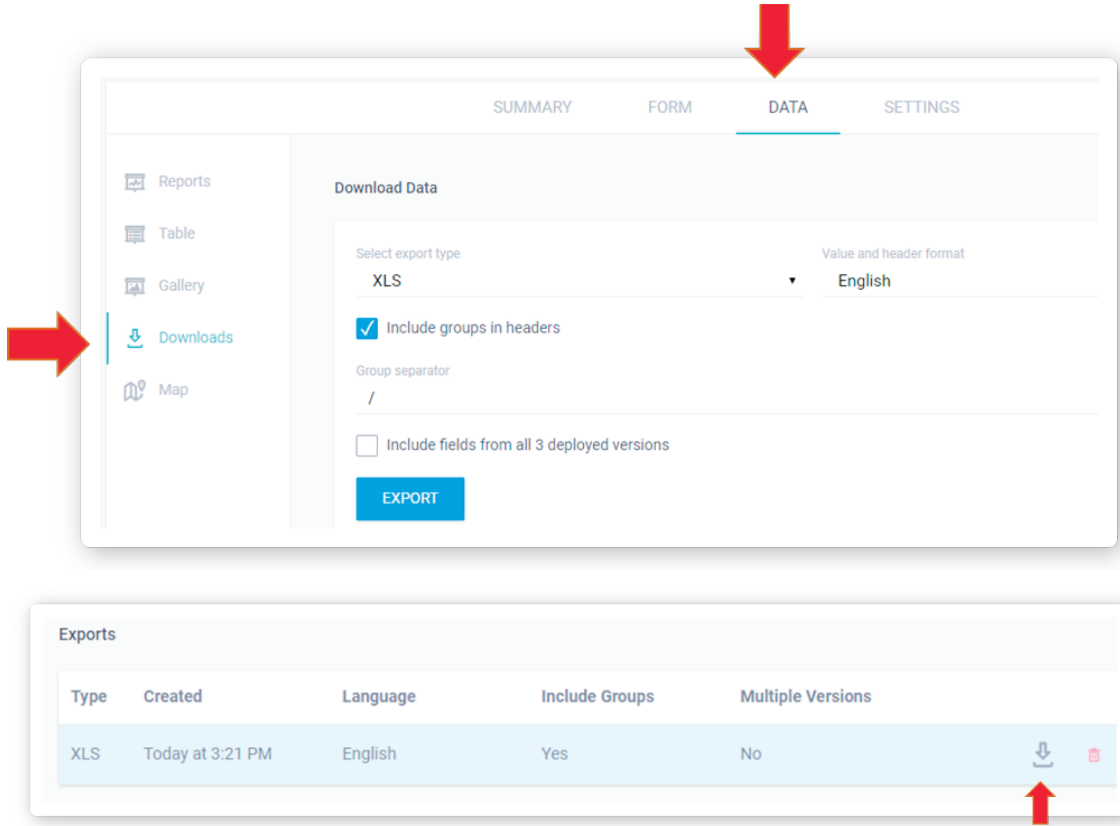 SUMMARY FORM DATA SETTINGS
Reports
Table
Gallery
Downloads
Map
Download Data
Select export type Value and header format
XLS English
Include groups in headers
Group separator
/
Include fields from all 3 deployed versions
EXPORT
Exports
Type Created Language Include Groups Multiple Versions
XLS Today at 3:21 PM English Yes No